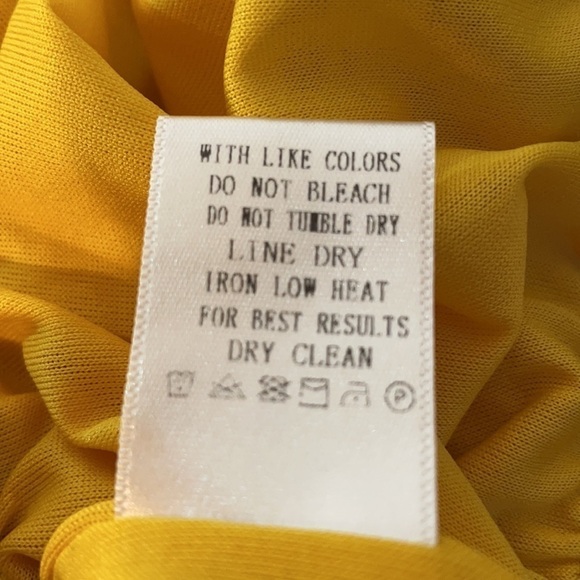 WITH LIKE COLORS
DO NOT BLEACH
DO NOT TUMBLE DRY
LINE DRY
IRON LOW HEAT
FOR BEST RESULTS
DRY CLEAN
P